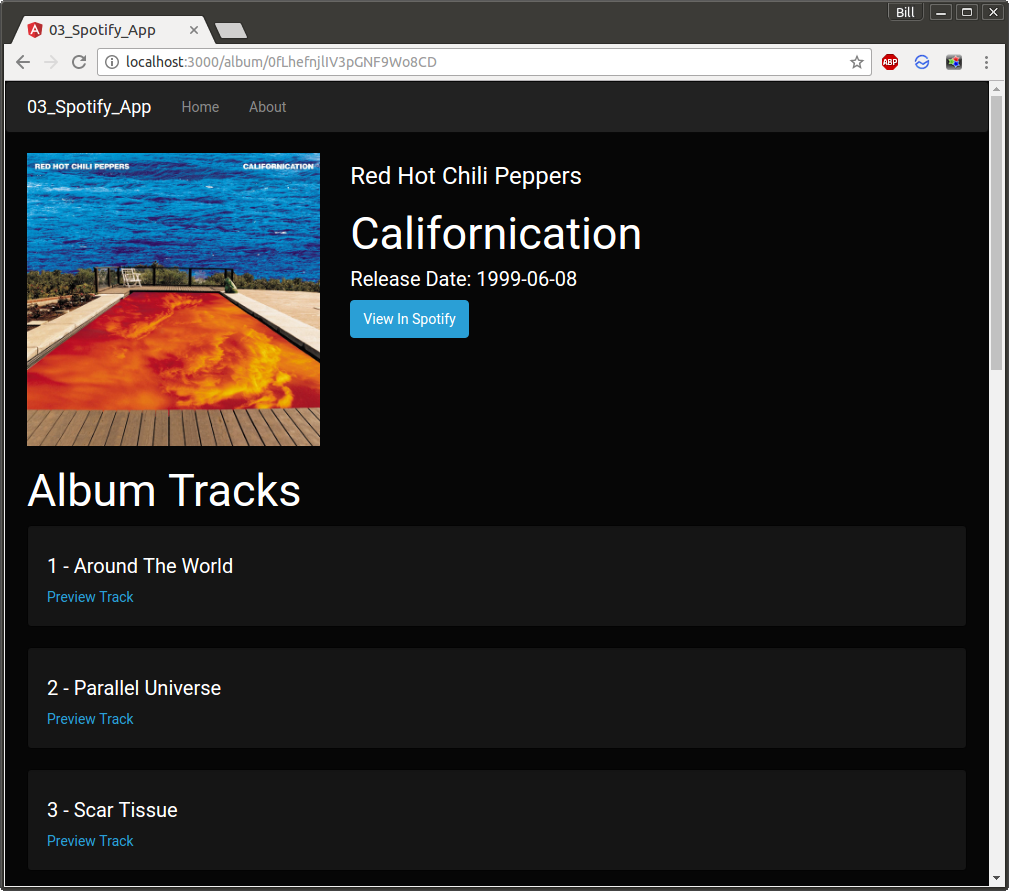 Bill
03_Spotify_App
localhost:3000/album/0fLhefnjlIV3pGNF9Wo8CD
ABP
03_Spotify_App Home About
RED HOT CHILI PEPPERS CALIFORNICATION
Red Hot Chili Peppers
Californication
Release Date: 1999-06-08
View In Spotify
Album Tracks
1 - Around The World
Preview Track
2 - Parallel Universe
Preview Track
3 - Scar Tissue
Preview Track